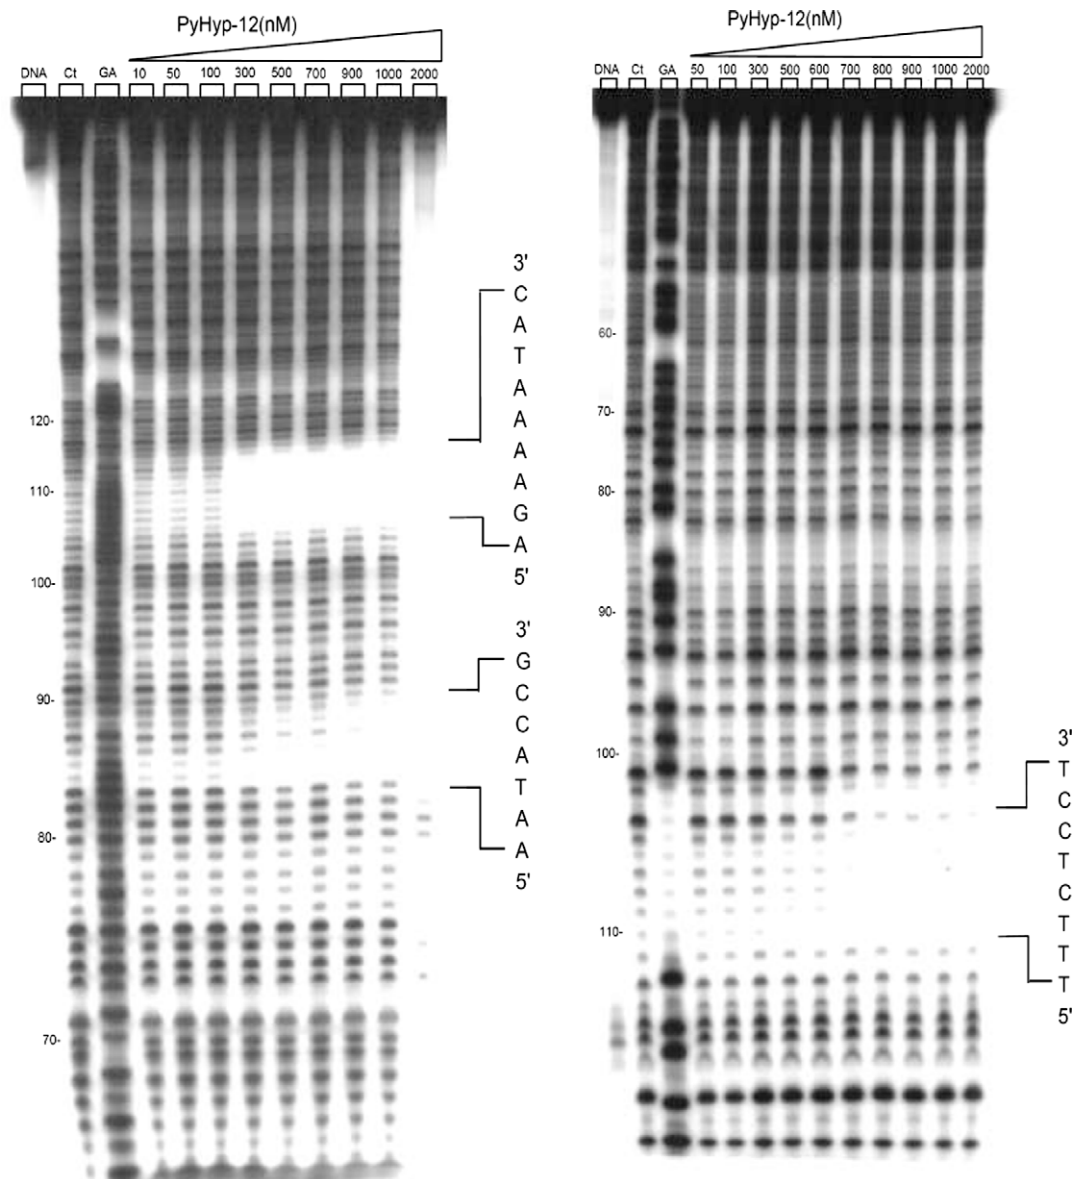 PyHyp-12(nM)
DNA Ct GA 10 50 100 300 500 700 900 1000 2000
120-
110-
100-
90-
80-
70-
3'
C
A
T
A
A
A
A
G
A
5'
3'
G
C
C
A
T
A
A
5'
PyHyp-12(nM)
DNA Ct GA 50 100 300 500 600 700 800 900 1000 2000
60-
70-
80-
90-
100-
110-
3'
T
C
C
T
C
T
T
T
5'